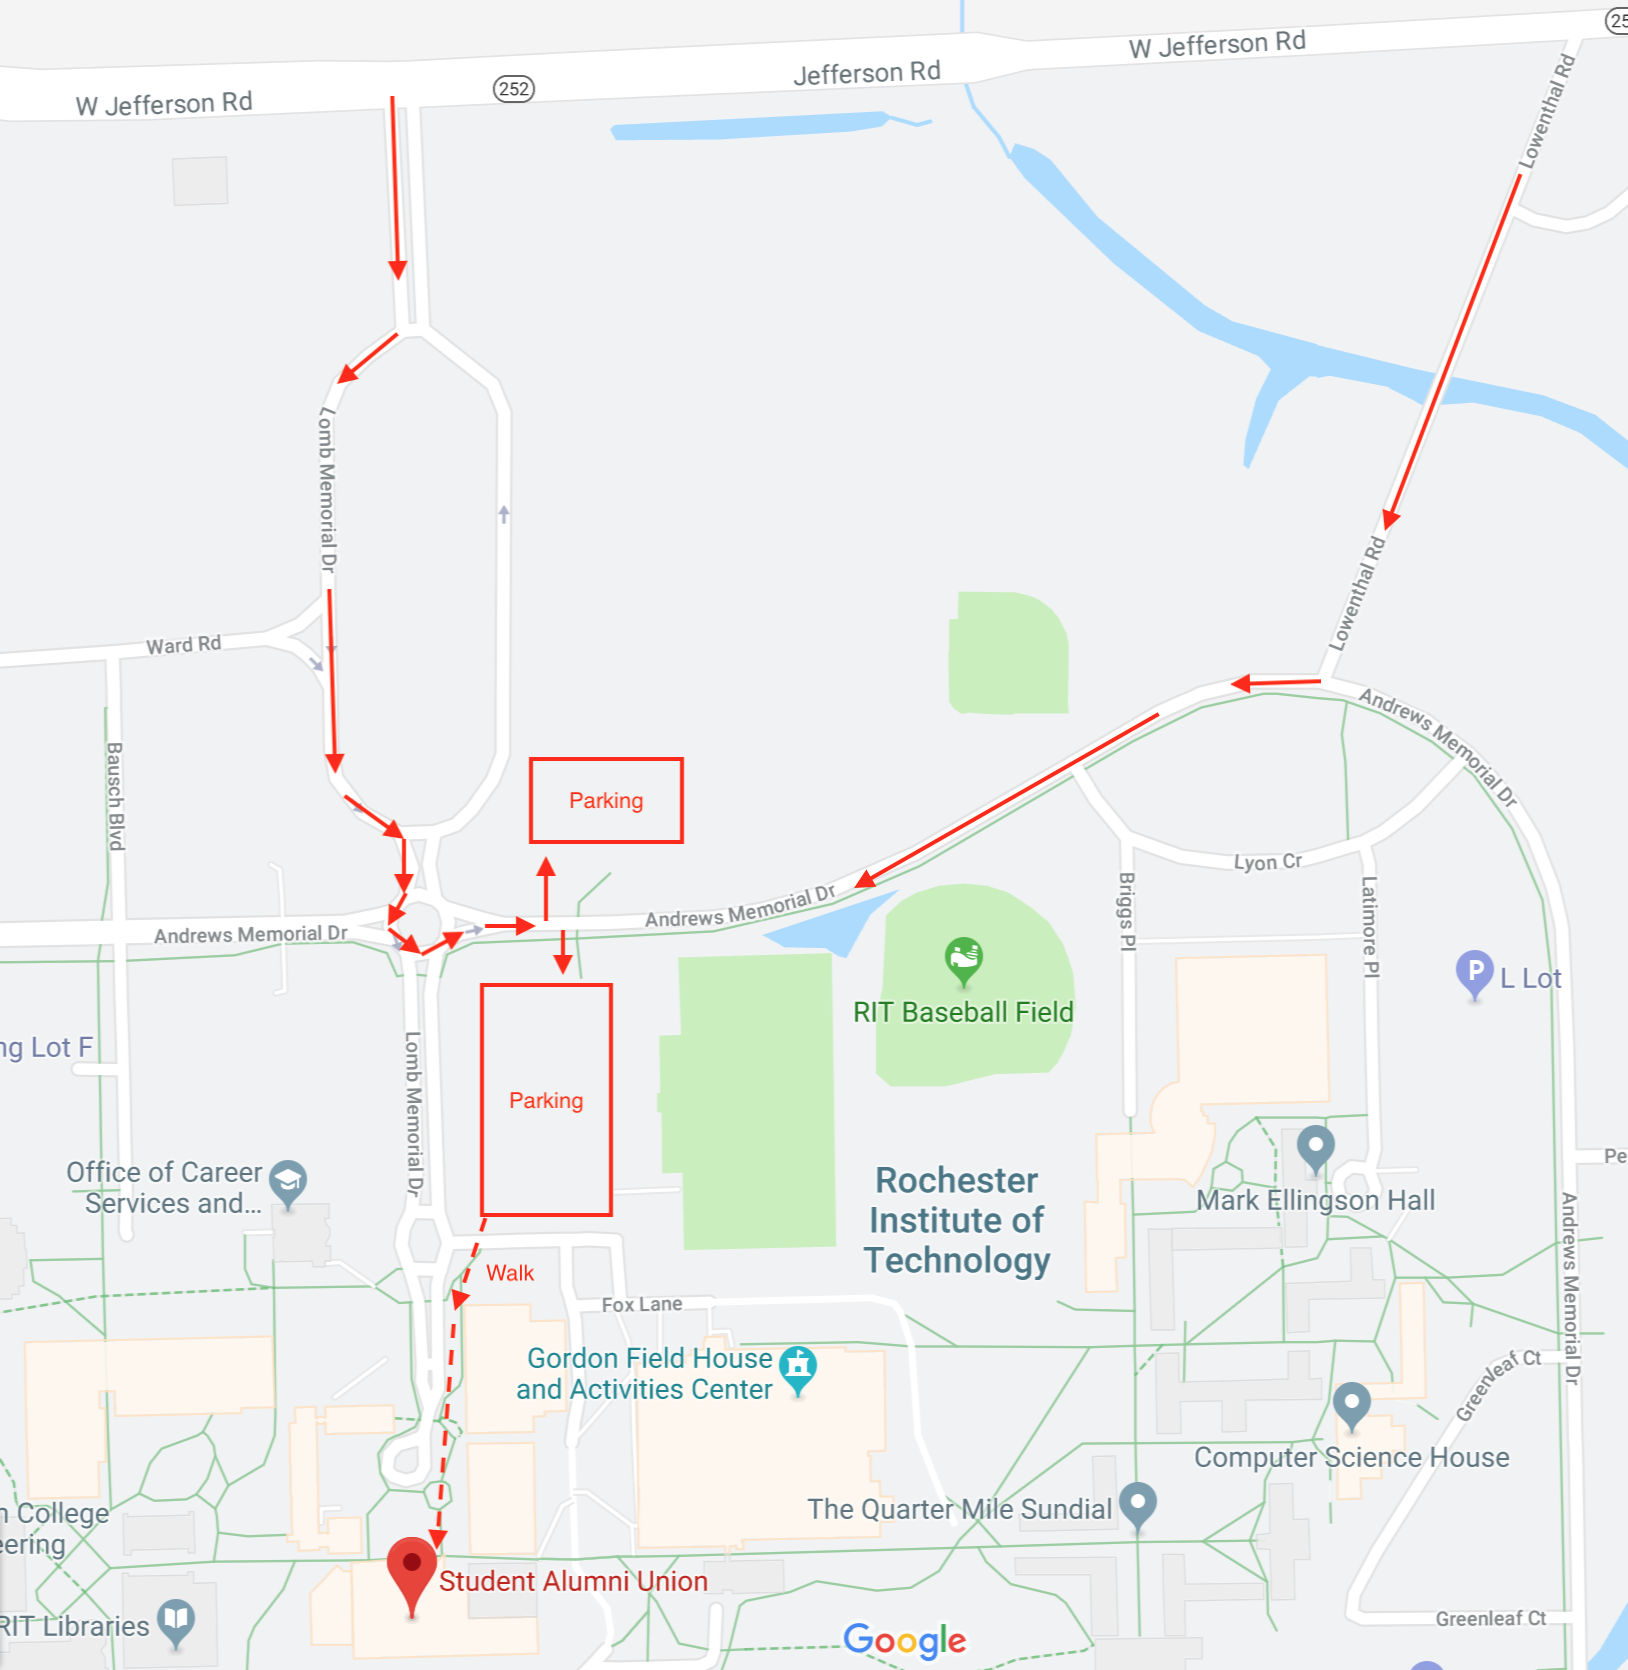 25
W Jefferson Rd
Jefferson Rd
252
W Jefferson Rd
Lowenthal Rd
Lomb Memorial Dr
Lowenthal Rd
Ward Rd
Andrews Memorial Dr
Bausch Blvd
Parking
Lyon Cr
Briggs Pl
Latimore Pl
Andrews Memorial Dr
Andrews Memorial Dr
P
L Lot
RIT Baseball Field
ng Lot F
Lomb Memorial Dr
Parking
Office of Career
Services and...
Rochester
Institute of
Technology
Mark Ellingson Hall
Pe
Andrews Memorial Dr
Walk
Fox Lane
Gordon Field House
and Activities Center
Greenleaf Ct
Computer Science House
The Quarter Mile Sundial
n College
eering
Student Alumni Union
RIT Libraries
Greenleaf Ct
Google